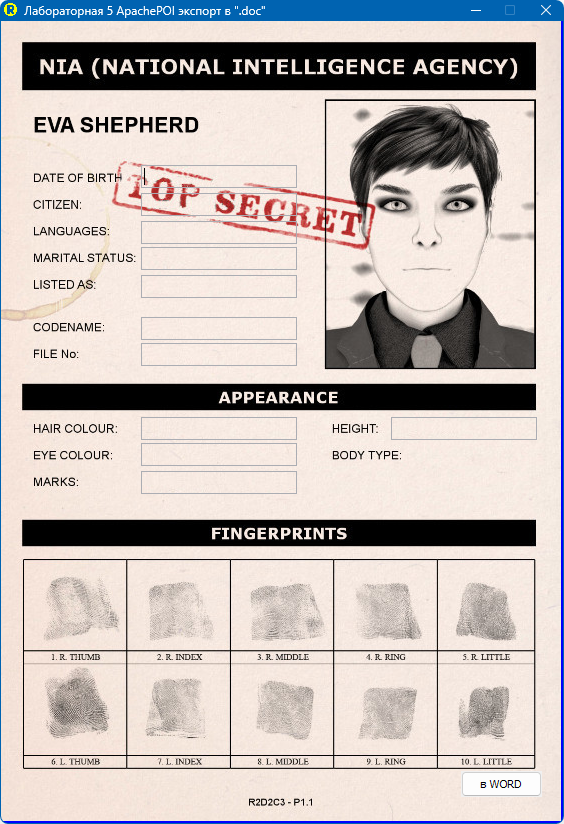 R Лабораторная 5 ApachePOI экспорт в ".doc"
NIA (NATIONAL INTELLIGENCE AGENCY)
EVA SHEPHERD
DATE OF BIRTH
TOP SECRET
CITIZEN:
LANGUAGES:
MARITAL STATUS:
LISTED AS:
CODENAME:
FILE No:
APPEARANCE
HAIR COLOUR:
HEIGHT:
EYE COLOUR:
BODY TYPE:
MARKS:
FINGERPRINTS
1. R. THUMB
2. R. INDEX
3. R. MIDDLE
4. R. RING
5. R. LITTLE
6. L. THUMB
7. L. INDEX
8. L. MIDDLE
9. L. RING
10. L. LITTLE
в WORD
R2D2C3 - P1.1